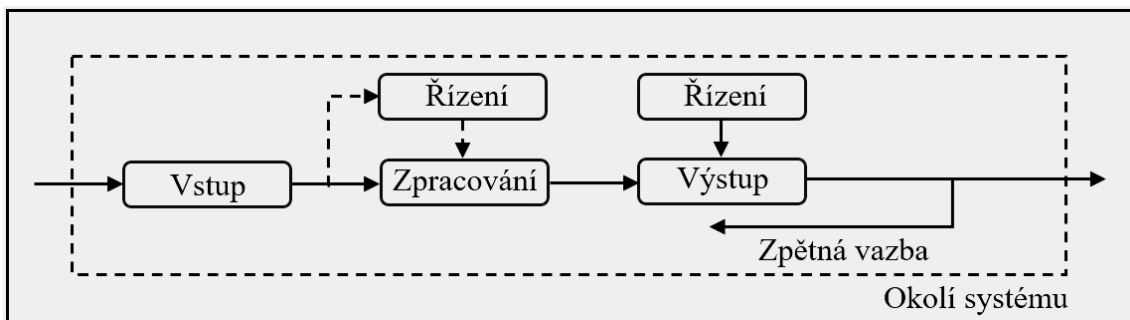 Řízení
Řízení
Vstup
Zpracování
Výstup
Zpětná vazba
Okolí systému